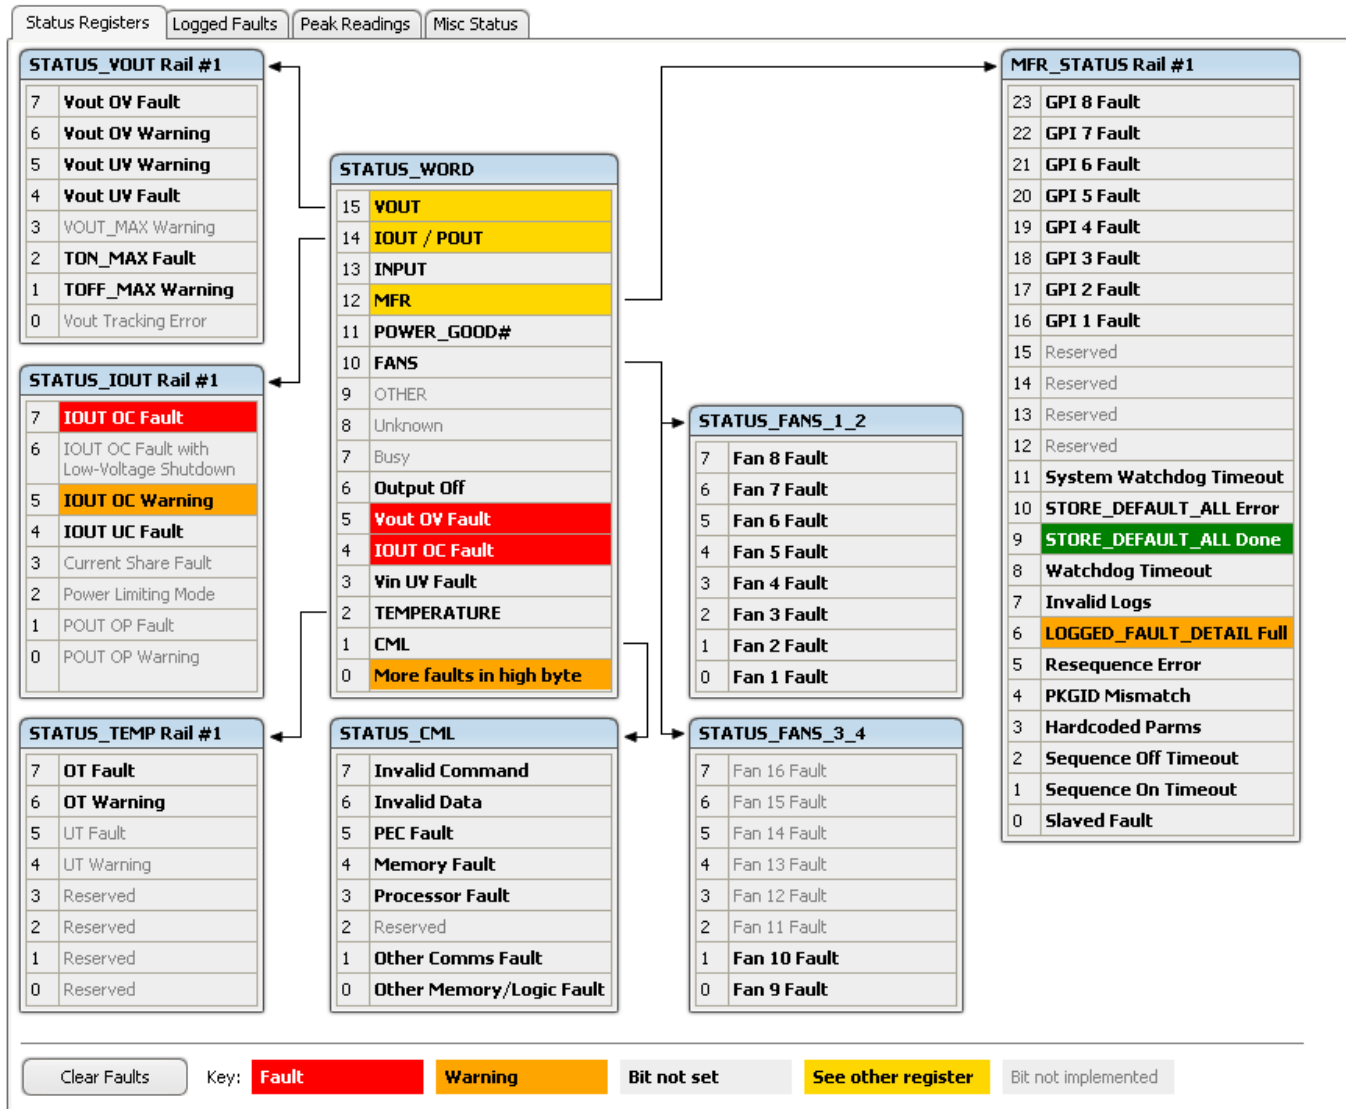 Status Registers
Logged Faults
Peak Readings
Misc Status
STATUS_VOUT Rail #1
7 Vout OV Fault
6 Vout OV Warning
5 Vout UV Warning
4 Vout UV Fault
3 VOUT_MAX Warning
2 TON_MAX Fault
1 TOFF_MAX Warning
0 Vout Tracking Error
STATUS_IOUT Rail #1
7 IOUT OC Fault
6 IOUT OC Fault with
Low-Voltage Shutdown
5 IOUT OC Warning
4 IOUT UC Fault
3 Current Share Fault
2 Power Limiting Mode
1 POUT OP Fault
0 POUT OP Warning
STATUS_TEMP Rail #1
7 OT Fault
6 OT Warning
5 UT Fault
4 UT Warning
3 Reserved
2 Reserved
1 Reserved
0 Reserved
STATUS_WORD
15 VOUT
14 IOUT / POUT
13 INPUT
12 MFR
11 POWER_GOOD#
10 FANS
9 OTHER
8 Unknown
7 Busy
6 Output Off
5 Vout OV Fault
4 IOUT OC Fault
3 Vin UV Fault
2 TEMPERATURE
1 CML
0 More faults in high byte
STATUS_CML
7 Invalid Command
6 Invalid Data
5 PEC Fault
4 Memory Fault
3 Processor Fault
2 Reserved
1 Other Comms Fault
0 Other Memory/Logic Fault
STATUS_FANS_1_2
7 Fan 8 Fault
6 Fan 7 Fault
5 Fan 6 Fault
4 Fan 5 Fault
3 Fan 4 Fault
2 Fan 3 Fault
1 Fan 2 Fault
0 Fan 1 Fault
STATUS_FANS_3_4
7 Fan 16 Fault
6 Fan 15 Fault
5 Fan 14 Fault
4 Fan 13 Fault
3 Fan 12 Fault
2 Fan 11 Fault
1 Fan 10 Fault
0 Fan 9 Fault
MFR_STATUS Rail #1
23 GPI 8 Fault
22 GPI 7 Fault
21 GPI 6 Fault
20 GPI 5 Fault
19 GPI 4 Fault
18 GPI 3 Fault
17 GPI 2 Fault
16 GPI 1 Fault
15 Reserved
14 Reserved
13 Reserved
12 Reserved
11 System Watchdog Timeout
10 STORE_DEFAULT_ALL Error
9 STORE_DEFAULT_ALL Done
8 Watchdog Timeout
7 Invalid Logs
6 LOGGED_FAULT_DETAIL Full
5 Resequence Error
4 PKGID Mismatch
3 Hardcoded Parms
2 Sequence Off Timeout
1 Sequence On Timeout
0 Slaved Fault
Clear Faults
Key:
Fault
Warning
Bit not set
See other register
Bit not implemented